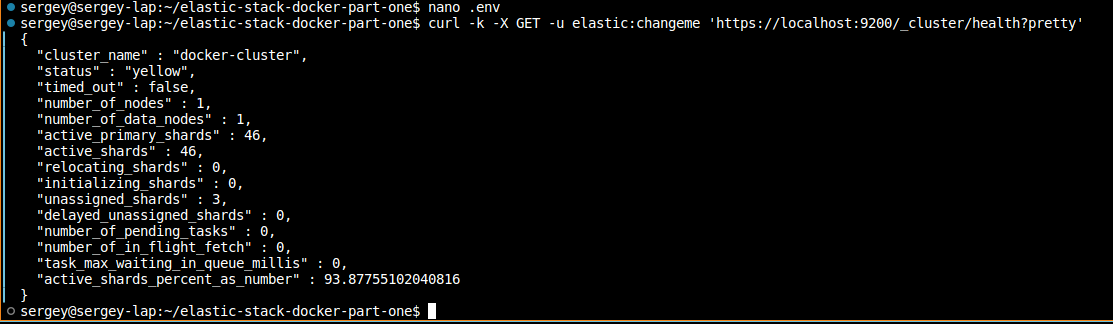 sergey@sergey-lap:~/elastic-stack-docker-part-one$ nano .env
sergey@sergey-lap:~/elastic-stack-docker-part-one$ curl -k -X GET -u elastic:changeme 'https://localhost:9200/_cluster/health?pretty'
{
  "cluster_name" : "docker-cluster",
  "status" : "yellow",
  "timed_out" : false,
  "number_of_nodes" : 1,
  "number_of_data_nodes" : 1,
  "active_primary_shards" : 46,
  "active_shards" : 46,
  "relocating_shards" : 0,
  "initializing_shards" : 0,
  "unassigned_shards" : 3,
  "delayed_unassigned_shards" : 0,
  "number_of_pending_tasks" : 0,
  "number_of_in_flight_fetch" : 0,
  "task_max_waiting_in_queue_millis" : 0,
  "active_shards_percent_as_number" : 93.87755102040816
}
sergey@sergey-lap:~/elastic-stack-docker-part-one$